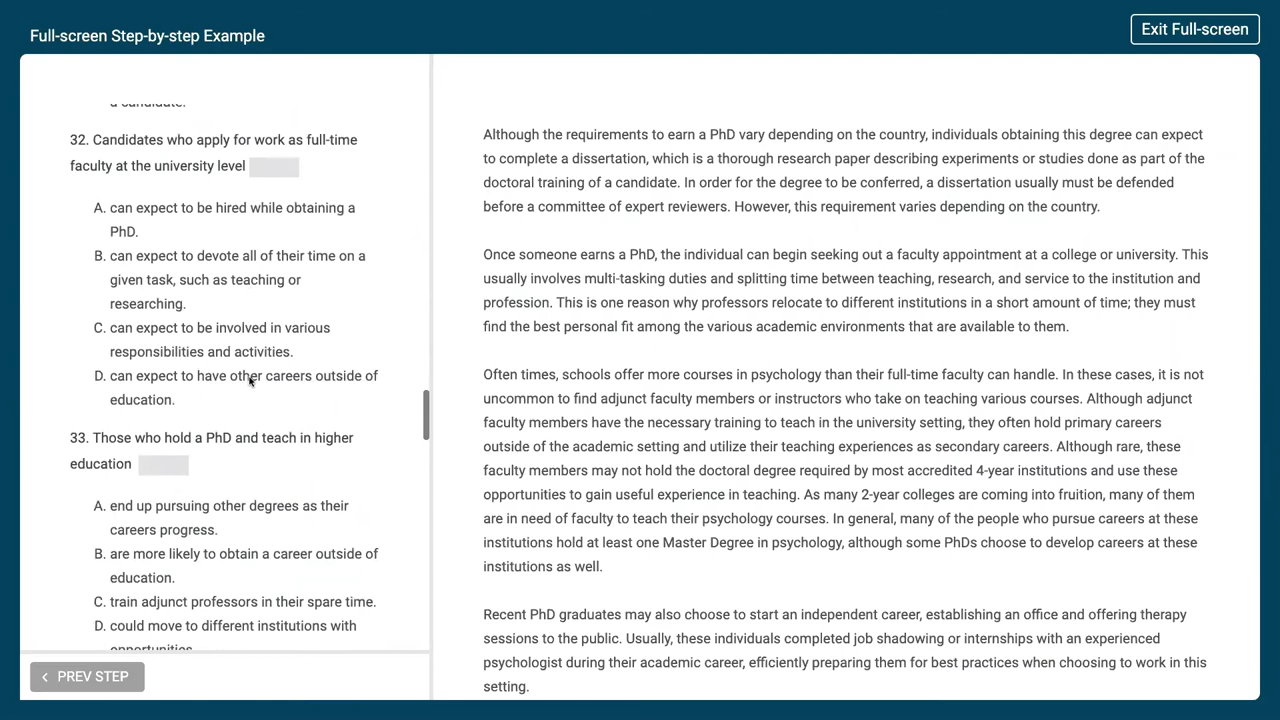 Full-screen Step-by-step Example
Exit Full-screen
a candidate.
32. Candidates who apply for work as full-time
faculty at the university level
A. can expect to be hired while obtaining a
PhD.
B. can expect to devote all of their time on a
given task, such as teaching or
researching.
C. can expect to be involved in various
responsibilities and activities.
D. can expect to have other careers outside of
education.
33. Those who hold a PhD and teach in higher
education
A. end up pursuing other degrees as their
careers progress.
B. are more likely to obtain a career outside of
education.
C. train adjunct professors in their spare time.
D. could move to different institutions with
opportunities
PREV STEP
Although the requirements to earn a PhD vary depending on the country, individuals obtaining this degree can expect
to complete a dissertation, which is a thorough research paper describing experiments or studies done as part of the
doctoral training of a candidate. In order for the degree to be conferred, a dissertation usually must be defended
before a committee of expert reviewers. However, this requirement varies depending on the country.
Once someone earns a PhD, the individual can begin seeking out a faculty appointment at a college or university. This
usually involves multi-tasking duties and splitting time between teaching, research, and service to the institution and
profession. This is one reason why professors relocate to different institutions in a short amount of time; they must
find the best personal fit among the various academic environments that are available to them.
Often times, schools offer more courses in psychology than their full-time faculty can handle. In these cases, it is not
uncommon to find adjunct faculty members or instructors who take on teaching various courses. Although adjunct
faculty members have the necessary training to teach in the university setting, they often hold primary careers
outside of the academic setting and utilize their teaching experiences as secondary careers. Although rare, these
faculty members may not hold the doctoral degree required by most accredited 4-year institutions and use these
opportunities to gain useful experience in teaching. As many 2-year colleges are coming into fruition, many of them
are in need of faculty to teach their psychology courses. In general, many of the people who pursue careers at these
institutions hold at least one Master Degree in psychology, although some PhDs choose to develop careers at these
institutions as well.
Recent PhD graduates may also choose to start an independent career, establishing an office and offering therapy
sessions to the public. Usually, these individuals completed job shadowing or internships with an experienced
psychologist during their academic career, efficiently preparing them for best practices when choosing to work in this
setting.